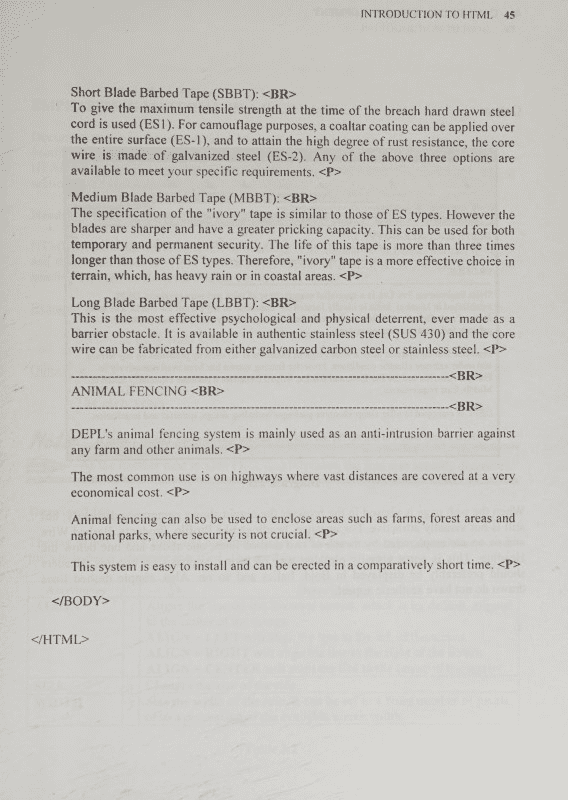 INTRODUCTION TO HTML 45
Short Blade Barbed Tape (SBBT): <BR>
To give the maximum tensile strength at the time of the breach hard drawn steel
cord is used (ES1). For camouflage purposes, a coaltar coating can be applied over
the entire surface (ES-1), and to attain the high degree of rust resistance, the core
wire is made of galvanized steel (ES-2). Any of the above three options are
available to meet your specific requirements. <P>
Medium Blade Barbed Tape (MBBT): <BR>
The specification of the "ivory" tape is similar to those of ES types. However the
blades are sharper and have a greater pricking capacity. This can be used for both
temporary and permanent security. The life of this tape is more than three times
longer than those of ES types. Therefore, "ivory" tape is a more effective choice in
terrain, which, has heavy rain or in coastal areas. <P>
Long Blade Barbed Tape (LBBT): <BR>
This is the most effective psychological and physical deterrent, ever made as a
barrier obstacle. It is available in authentic stainless steel (SUS 430) and the core
wire can be fabricated from either galvanized carbon steel or stainless steel. <P>
----------------------------------------------------------------------------------------<BR>
ANIMAL FENCING <BR>
----------------------------------------------------------------------------------------<BR>
DEPL's animal fencing system is mainly used as an anti-intrusion barrier against
any farm and other animals. <P>
The most common use is on highways where vast distances are covered at a very
economical cost. <P>
Animal fencing can also be used to enclose areas such as farms, forest areas and
national parks, where security is not crucial. <P>
This system is easy to install and can be erected in a comparatively short time. <P>
</BODY>
</HTML>